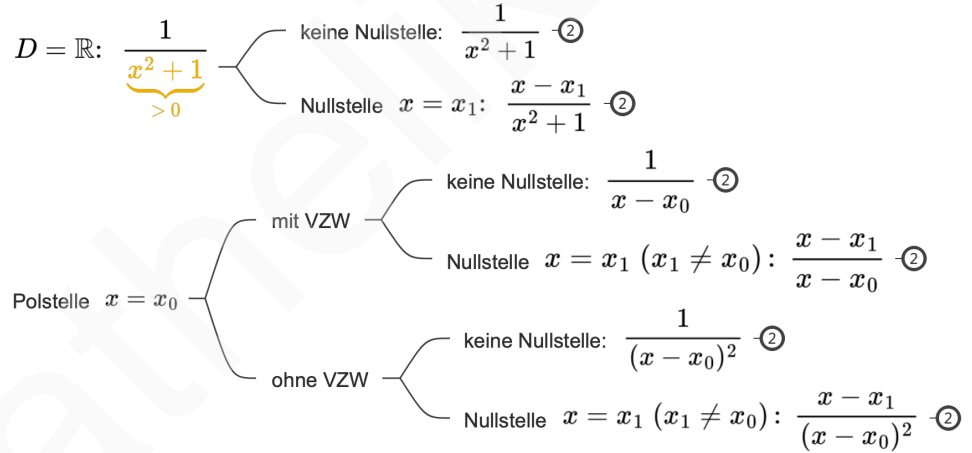 D = ℝ: 1/(x² + 1) > 0
keine Nullstelle: 1/(x² + 1) ②
Nullstelle x = x₁: (x − x₁)/(x² + 1) ②
Polstelle x = x₀
mit VZW
keine Nullstelle: 1/(x − x₀) ②
Nullstelle x = x₁ (x₁ ≠ x₀): (x − x₁)/(x − x₀) ②
ohne VZW
keine Nullstelle: 1/(x − x₀)² ②
Nullstelle x = x₁ (x₁ ≠ x₀): (x − x₁)/(x − x₀)² ②